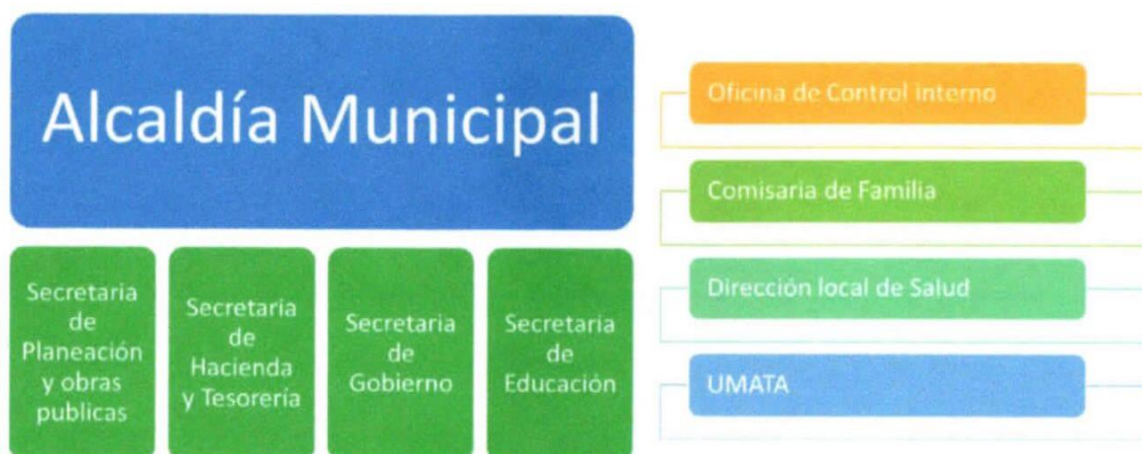 Alcaldía Municipal
Secretaria
de
Planeación
y obras
publicas
Secretaria
de
Hacienda
y Tesorería
Secretaria
de
Gobierno
Secretaria
de
Educación
Oficina de Control interno
Comisaria de Familia
Dirección local de Salud
UMATA